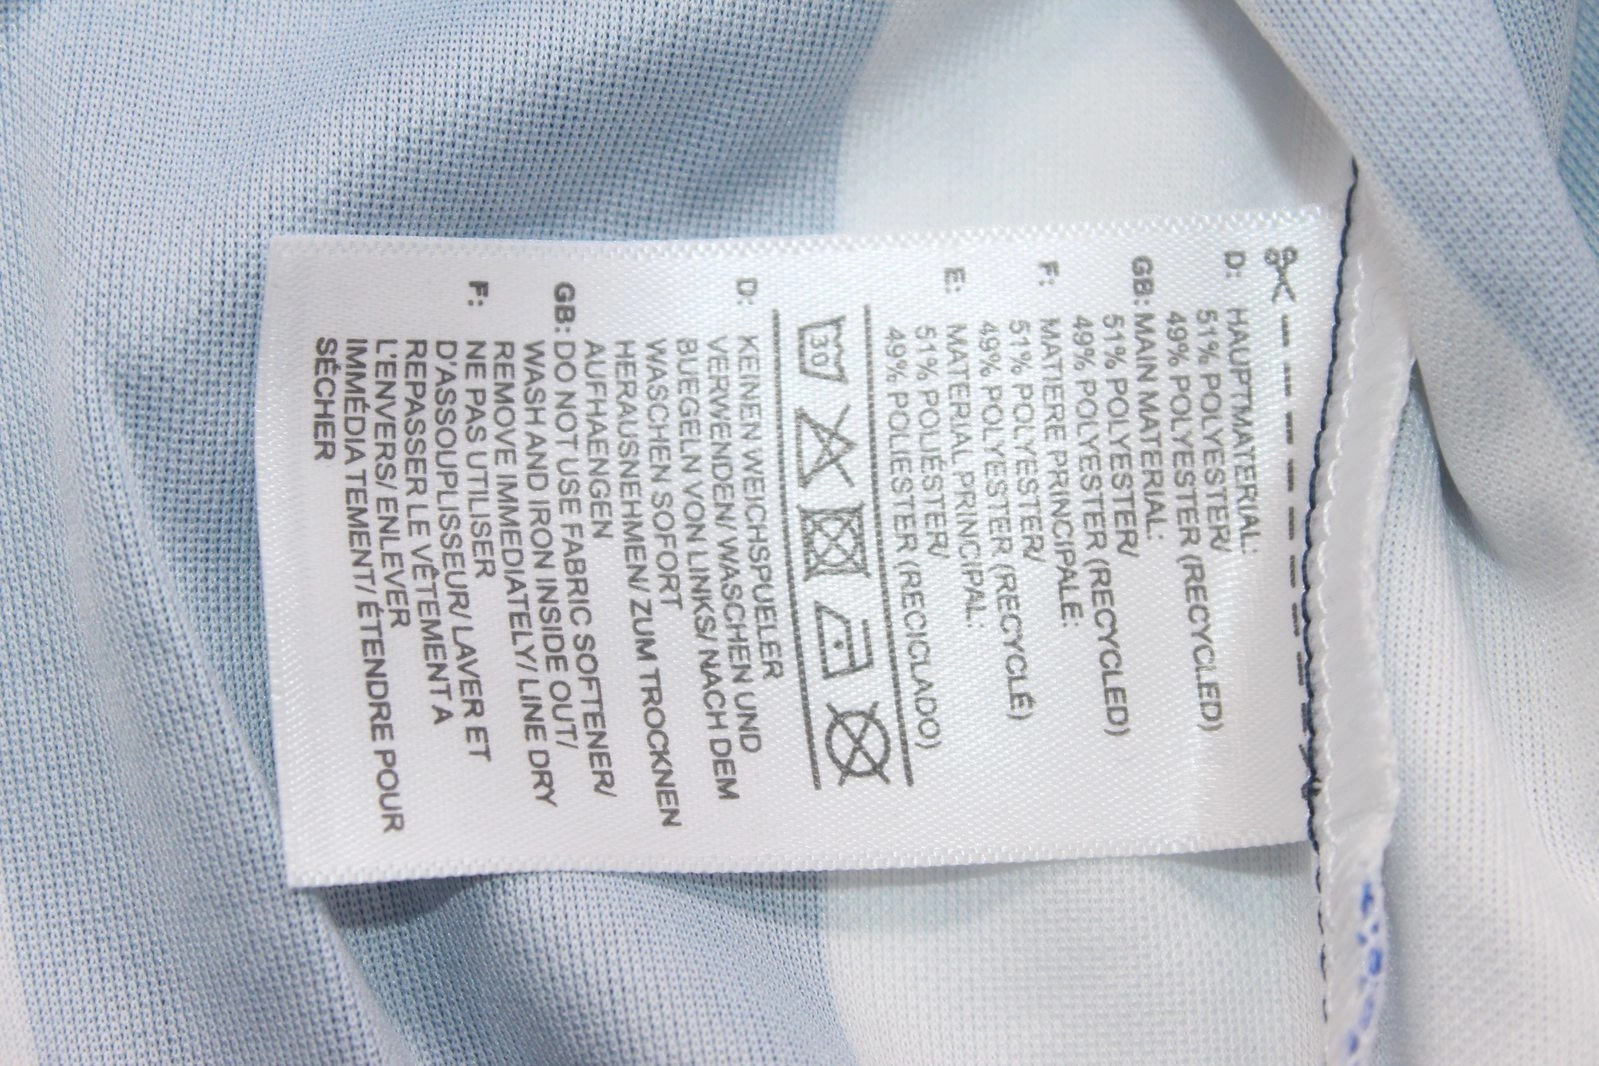 D: HAUPTMATERIAL:
51% POLYESTER/
49% POLYESTER (RECYCLED)
GB: MAIN MATERIAL:
51% POLYESTER/
49% POLYESTER (RECYCLED)
F: MATIERE PRINCIPALE:
51% POLYESTER/
49% POLYESTER (RECYCLÉ)
E: MATERIAL PRINCIPAL:
51% POLIÉSTER/
49% POLIESTER (RECICLADO)
30
D: KEINEN WEICHSPUELER
VERWENDEN/ WASCHEN UND
BUEGELN VON LINKS/ NACH DEM
WASCHEN SOFORT
HERAUSNEHMEN/ ZUM TROCKNEN
AUFHAENGEN
GB: DO NOT USE FABRIC SOFTENER/
WASH AND IRON INSIDE OUT/
REMOVE IMMEDIATELY/ LINE DRY
F: NE PAS UTILISER
D'ASSOUPLISSEUR/ LAVER ET
REPASSER LE VÊTEMENT A
L'ENVERS/ ENLEVER
IMMÉDIATEMENT/ ÉTENDRE POUR
SÉCHER